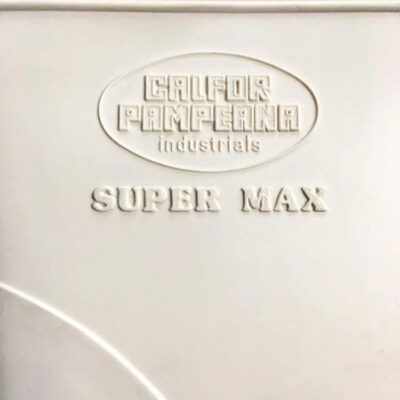 CALFOR
PAMPEANA
industrials
SUPER MAX